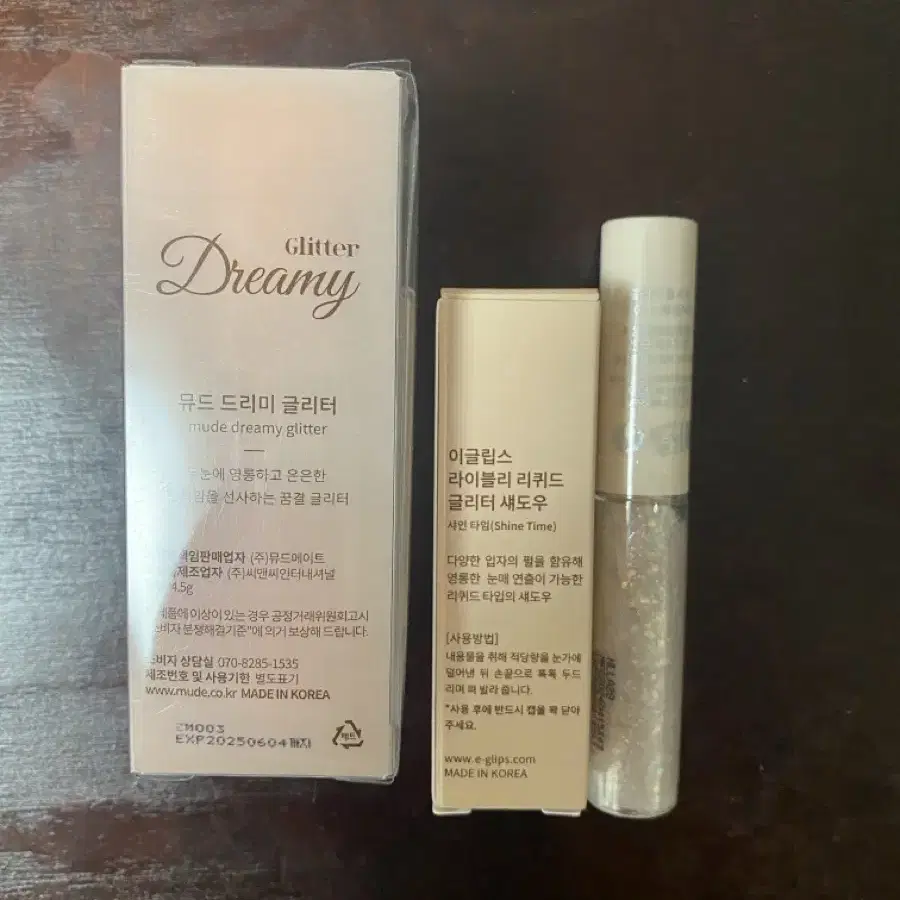 Glitter
Dreamy
뮤드 드리미 글리터
mude dreamy glitter
눈에 영롱하고 은은한
선사하는 꿈결 글리터
책임판매업자 (주)뮤드메이트
제조업자 (주)씨앤씨인터내셔널
4.5g
제품에 이상이 있는 경우 공정거래위원회고시
소비자 분쟁해결기준"에 의거 보상해 드립니다.
소비자 상담실 070-8285-1535
제조번호 및 사용기한 별도표기
www.mude.co.kr MADE IN KOREA
ZM003
EXP20250604까지
이글립스
라이블리 리퀴드
글리터 섀도우
샤인 타임(Shine Time)
다양한 입자의 펄을 함유해
영롱한 눈매 연출이 가능한
리퀴드 타입의 섀도우
[사용방법]
내용물을 취해 적당량을 눈가에
덜어낸 뒤 손끝으로 톡톡 두드
리며 펴 발라 줍니다.
*사용 후에 반드시 캡을 꽉 닫아
주세요.
www.e-glips.com
MADE IN KOREA